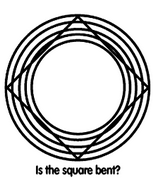 Is the square bent?